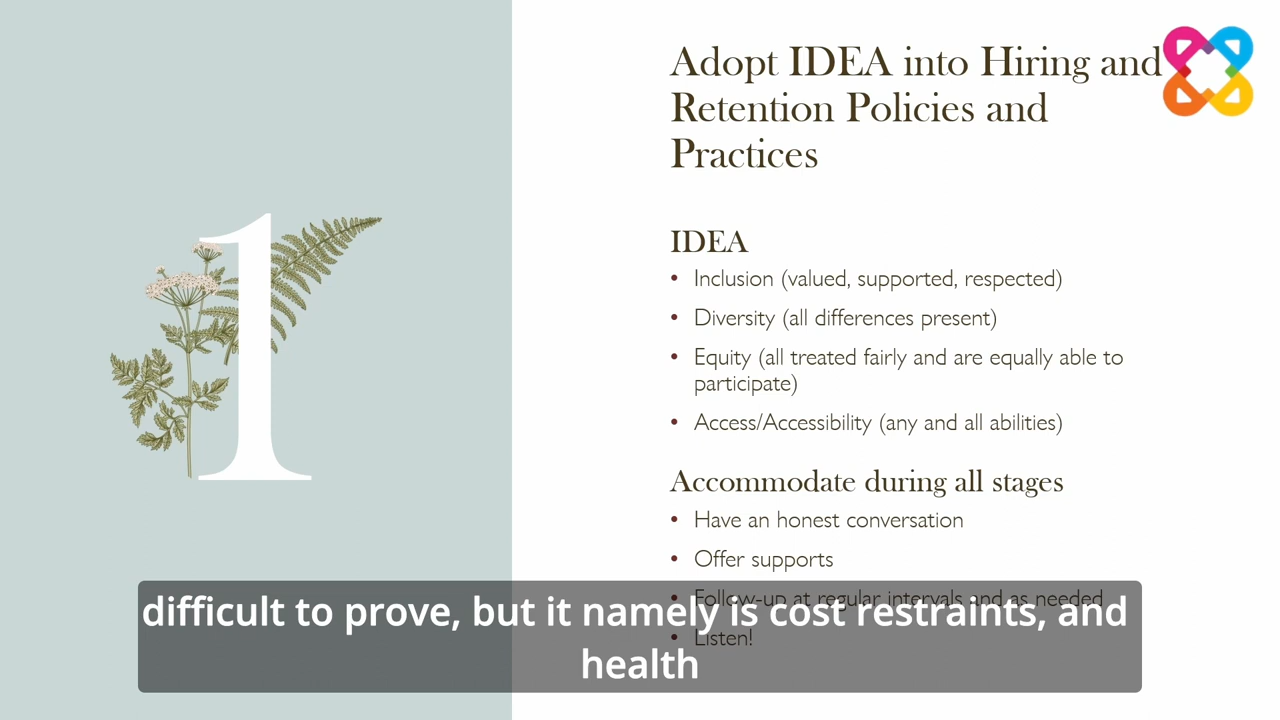 1
Adopt IDEA into Hiring and
Retention Policies and
Practices
IDEA
• Inclusion (valued, supported, respected)
• Diversity (all differences present)
• Equity (all treated fairly and are equally able to
participate)
• Access/Accessibility (any and all abilities)
Accommodate during all stages
• Have an honest conversation
• Offer supports
• Follow-up at regular intervals and as needed
• Listen!
difficult to prove, but it namely is cost restraints, and
health